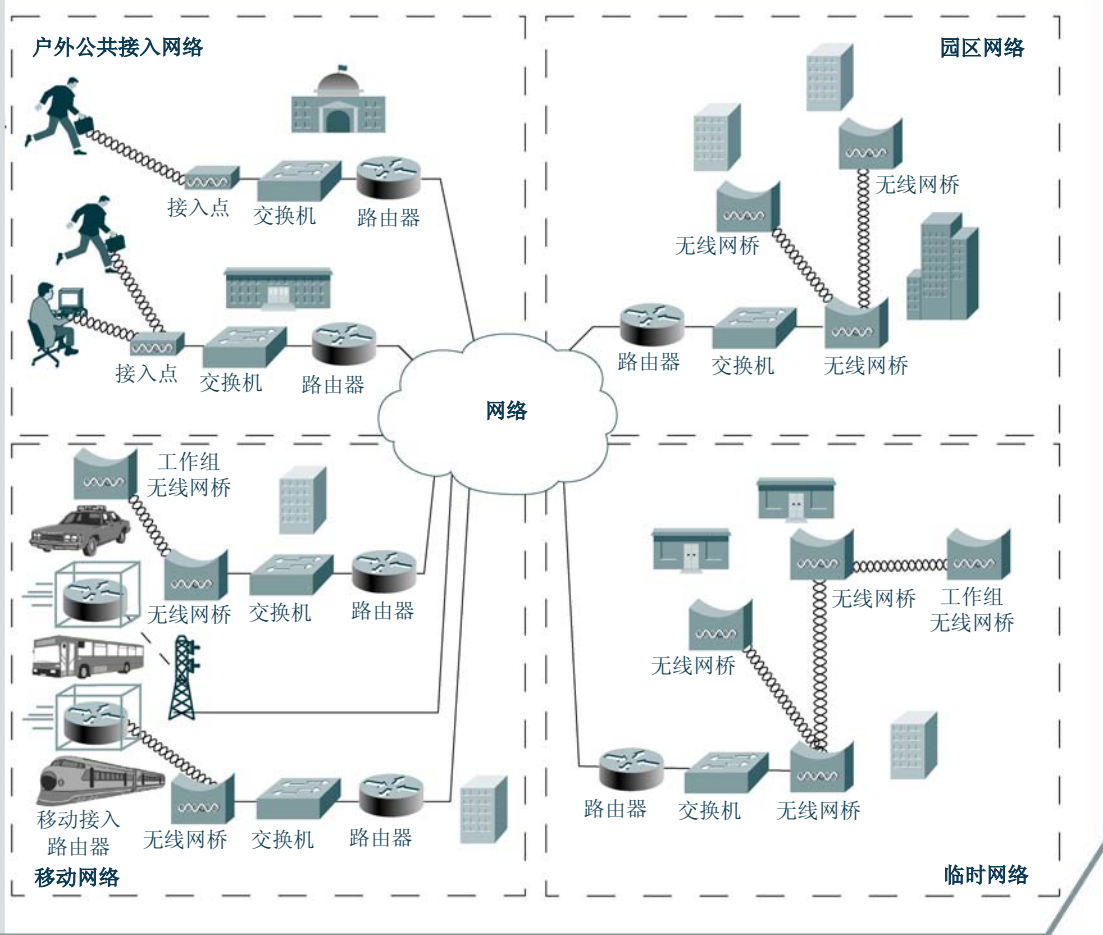 户外公共接入网络
接入点
交换机
路由器
接入点
交换机
路由器
园区网络
无线网桥
无线网桥
路由器
交换机
无线网桥
网络
工作组
无线网桥
无线网桥
交换机
路由器
移动接入
路由器
无线网桥
交换机
路由器
移动网络
无线网桥
工作组
无线网桥
无线网桥
路由器
交换机
无线网桥
临时网络